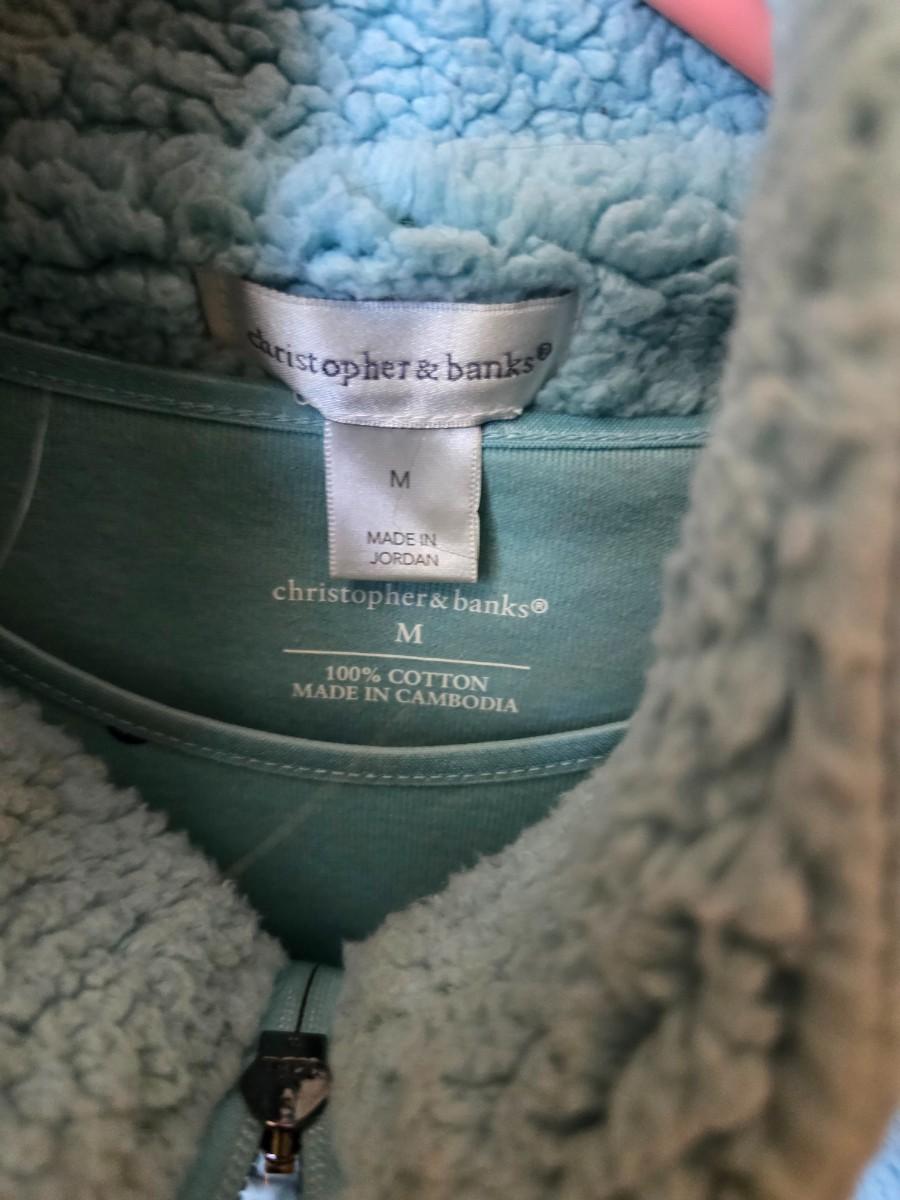 christopher & banks®
M
MADE IN
JORDAN
christopher & banks®
M
100% COTTON
MADE IN CAMBODIA